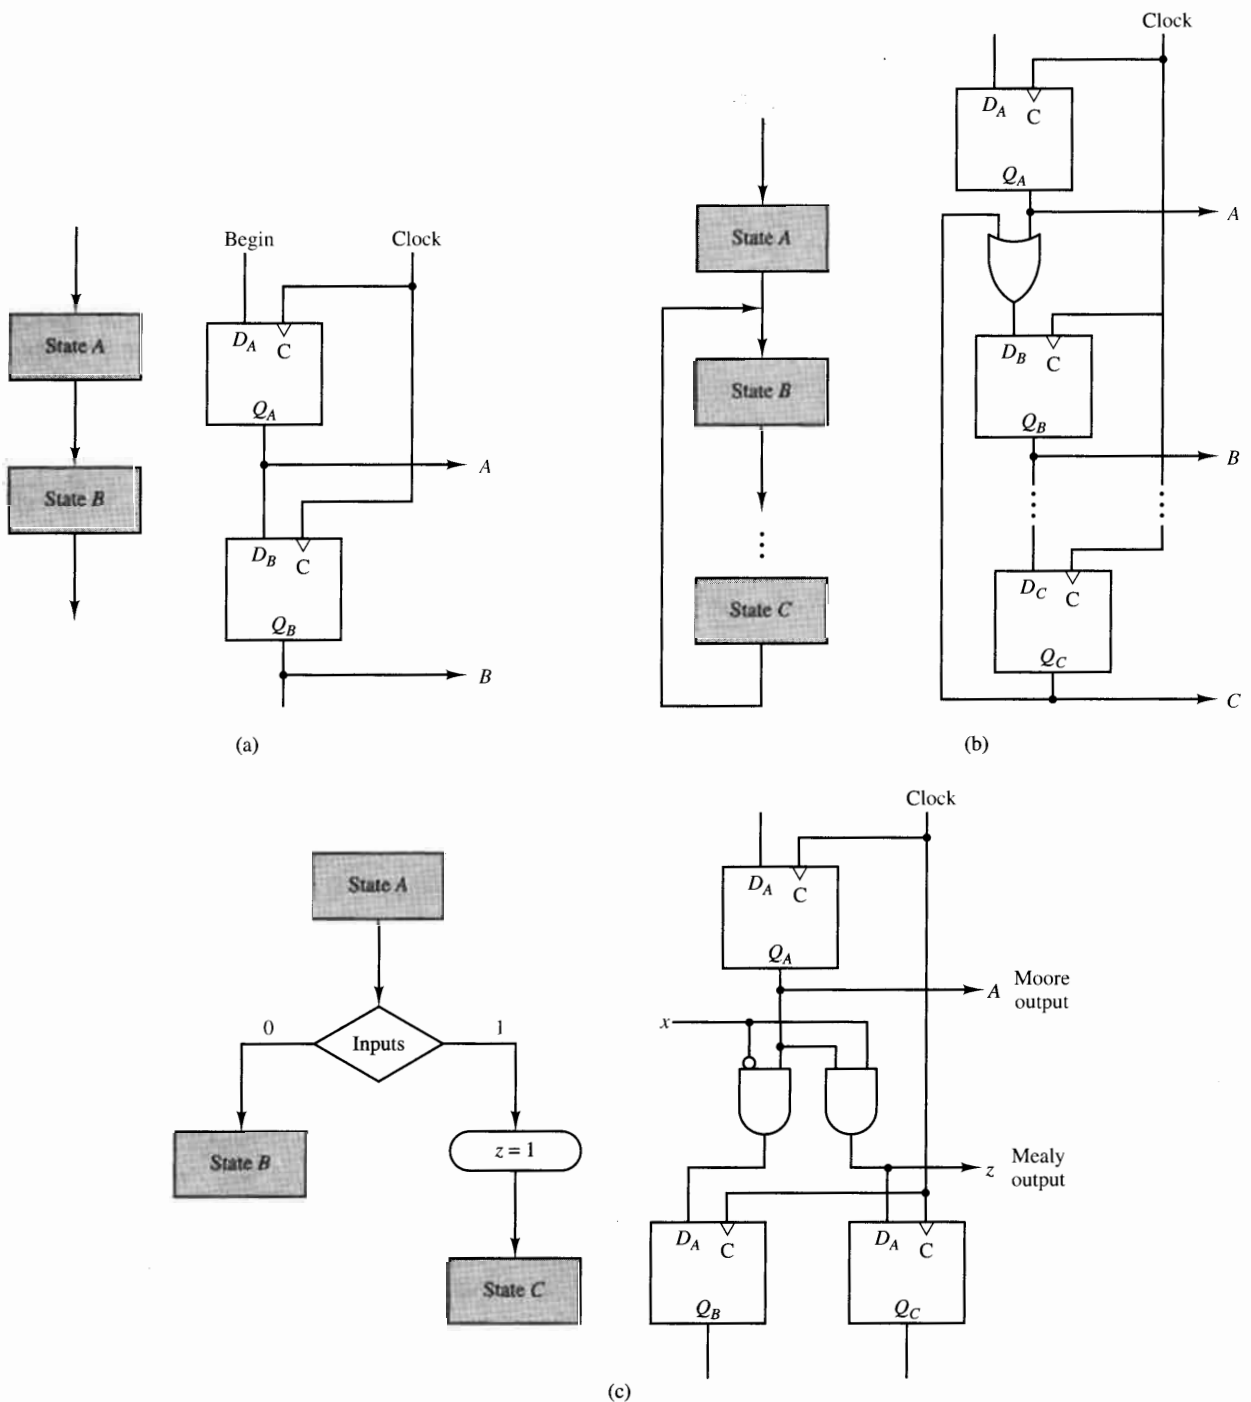 Begin
Clock
State A
D_A
C
Q_A
A
State B
D_B
C
Q_B
B
(a)
Clock
State A
D_A
C
Q_A
A
State B
D_B
C
Q_B
B
State C
D_C
C
Q_C
C
(b)
Clock
State A
D_A
C
Q_A
A
Moore
output
0
Inputs
1
x
State B
z = 1
z
Mealy
output
D_A
C
D_A
C
State C
Q_B
Q_C
(c)